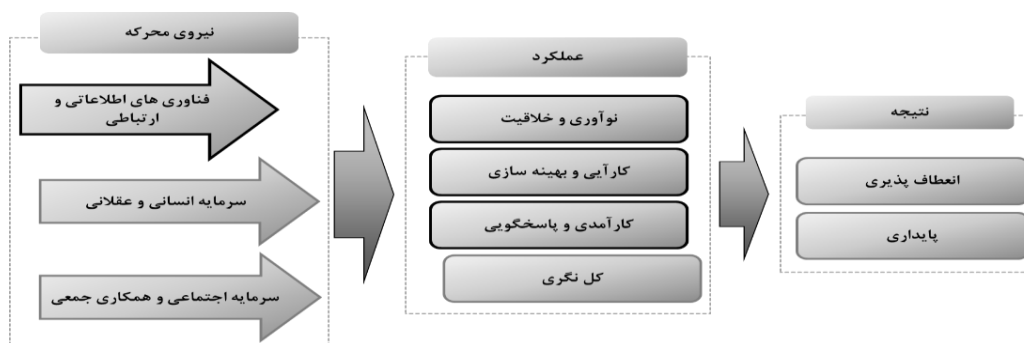 نیروی محرکه
فناوری های اطلاعاتی و
ارتباطی
سرمایه انسانی و عقلانی
سرمایه اجتماعی و همکاری جمعی
عملکرد
نوآوری و خلاقیت
کارآیی و بهینه سازی
کارآمدی و پاسخگویی
کل نگری
نتیجه
انعطاف پذیری
پایداری